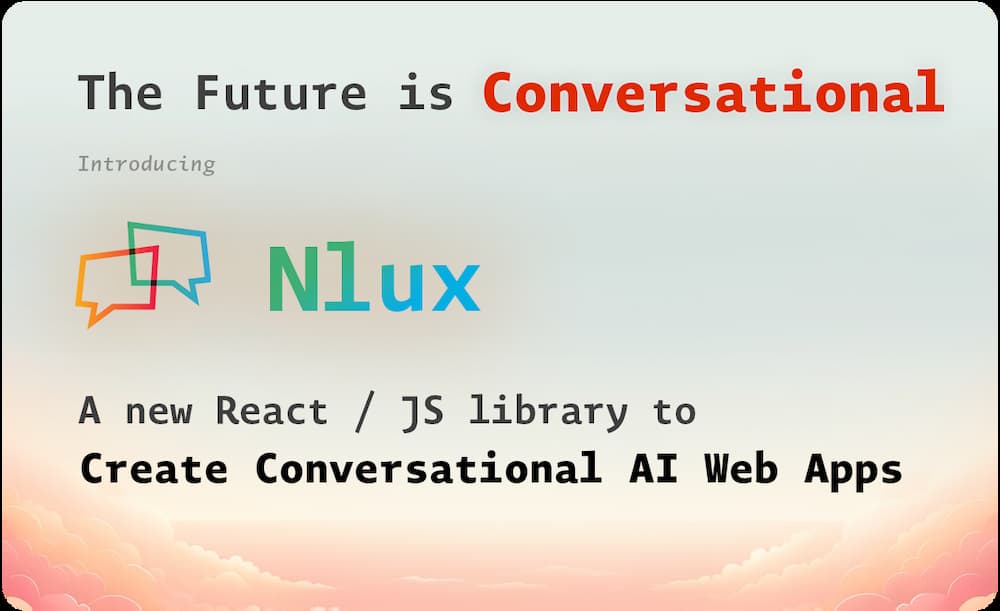 The Future is Conversational
Introducing
Nlux
A new React / JS library to
Create Conversational AI Web Apps